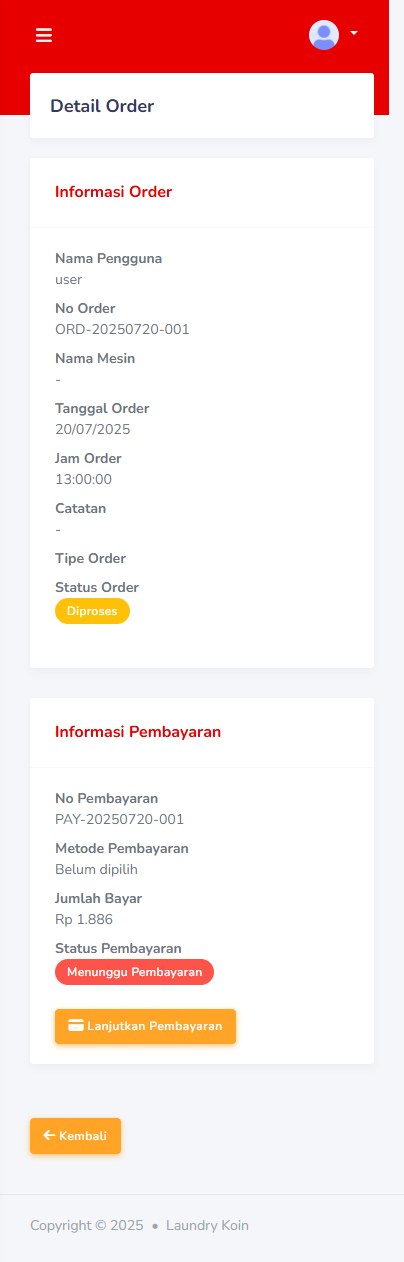 Detail Order
Informasi Order
Nama Pengguna
user
No Order
ORD-20250720-001
Nama Mesin
-
Tanggal Order
20/07/2025
Jam Order
13:00:00
Catatan
-
Tipe Order
Status Order
Diproses
Informasi Pembayaran
No Pembayaran
PAY-20250720-001
Metode Pembayaran
Belum dipilih
Jumlah Bayar
Rp 1.886
Status Pembayaran
Menunggu Pembayaran
Lanjutkan Pembayaran
Kembali
Copyright © 2025 • Laundry Koin